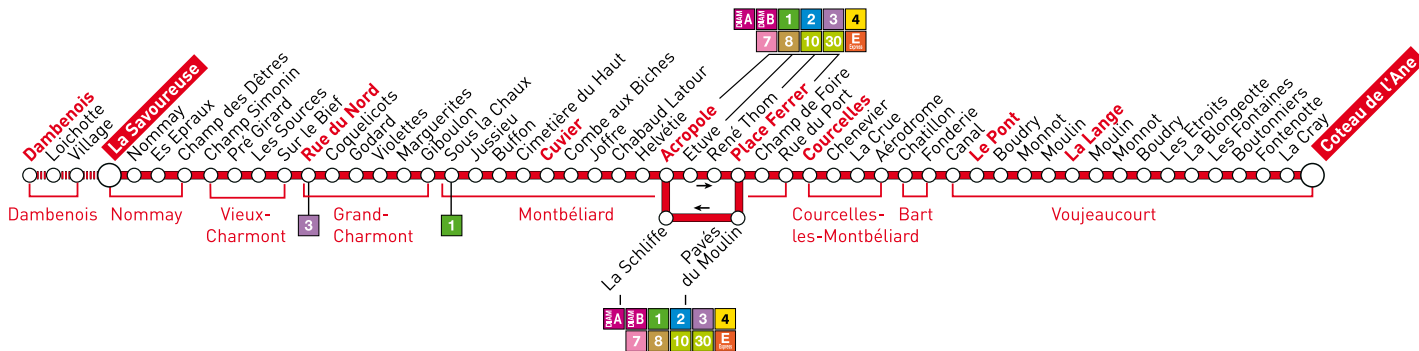 DIAM A DIAM B 1 2 3 4
7 8 10 30 E Express
Dambenois
Loichotte
Village
La Savoureuse
Nommay
Es Epraux
Champ des Dêtres
Champ Simonin
Pré Girard
Les Sources
Sur le Bief
Rue du Nord
Coquelicots
Godard
Violettes
Marguerites
Giboulon
Sous la Chaux
Jussieu
Buffon
Cimetière du Haut
Cuvier
Combe aux Biches
Joffre
Chabaud Latour
Helvétie
Acropole
Etuve
René Thom
Place Ferrer
Champ de Foire
Rue du Port
Courcelles
Chenevier
La Crue
Aérodrome
Chatillon
Fonderie
Canal
Le Pont
Boudry
Monnot
Moulin
La Lange
Moulin
Monnot
Boudry
Les Etroits
La Blongeotte
Les Fontaines
Boutonniers
Fontenotte
La Cray
Coteau de l'Ane
Dambenois
Nommay
Vieux-
Charmont
3
Grand-
Charmont
1
Montbéliard
Courcelles-
les-Montbéliard
Bart
Voujeaucourt
La Schliffe
Pavés
du Moulin
DIAM A DIAM B 1 2 3 4
7 8 10 30 E Express